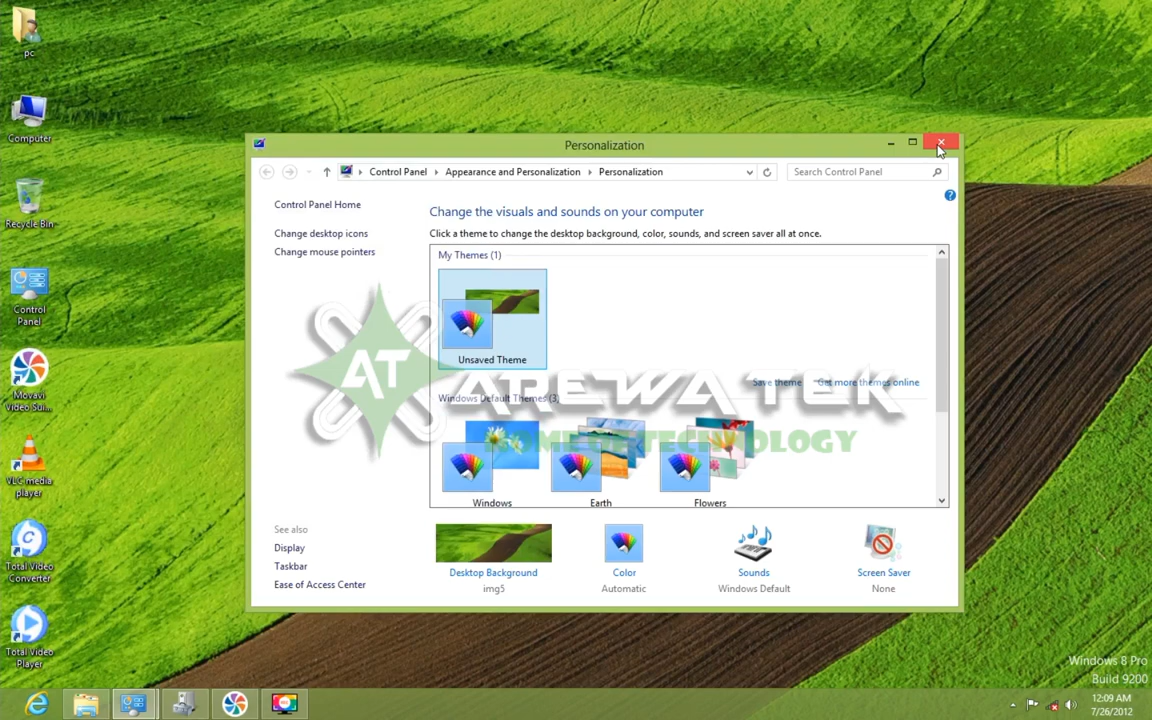 pc
Computer
Recycle Bin
Control
Panel
Movavi
Video Sui...
VLC media
player
Total Video
Converter
Total Video
Player
Personalization
Control Panel
Appearance and Personalization
Personalization
Search Control Panel
Control Panel Home
Change desktop icons
Change mouse pointers
See also
Display
Taskbar
Ease of Access Center
Change the visuals and sounds on your computer
Click a theme to change the desktop background, color, sounds, and screen saver all at once.
My Themes (1)
Unsaved Theme
Save theme
Get more themes online
Windows Default Themes (3)
AT
AREWA TEK
HOME OF TECHNOLOGY
Windows
Earth
Flowers
Desktop Background
img5
Color
Automatic
Sounds
Windows Default
Screen Saver
None
Windows 8 Pro
Build 9200
12:09 AM
7/26/2012